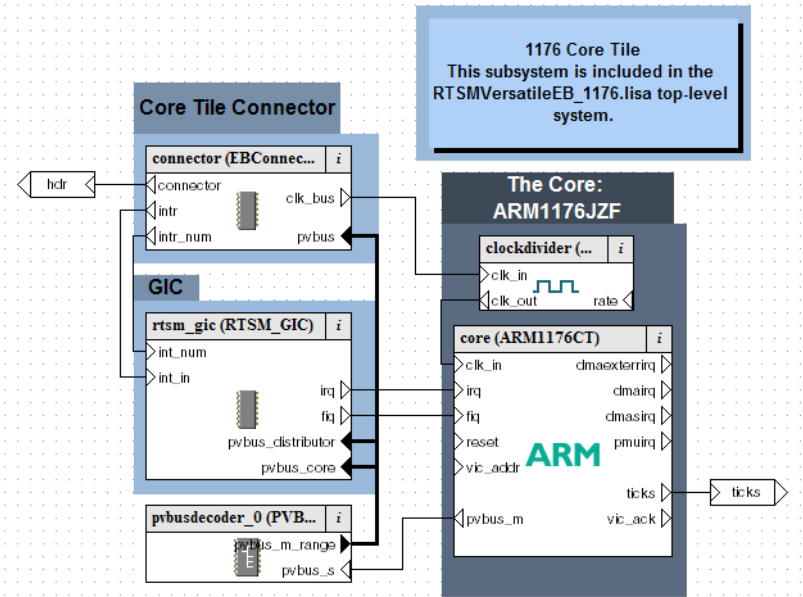 1176 Core Tile
This subsystem is included in the
RTSMVersatileEB_1176.lisa top-level
system.
Core Tile Connector
connector (EBConnec... i
hdr
connector
clk_bus
intr
intr_num
pvbus
The Core:
ARM1176JZF
clockdivider (... i
clk_in
clk_out
rate
GIC
rtsm_gic (RTSM_GIC) i
int_num
int_in
irq
fiq
pvbus_distributor
pvbus_core
core (ARM1176CT) i
clk_in
dmaexterrirq
irq
dmairq
fiq
dmasirq
reset
pmuirq
vic_addr
ARM
ticks
ticks
pvbus_m
vic_ack
pvbusdecoder_0 (PVB... i
pvbus_m_range
pvbus_s